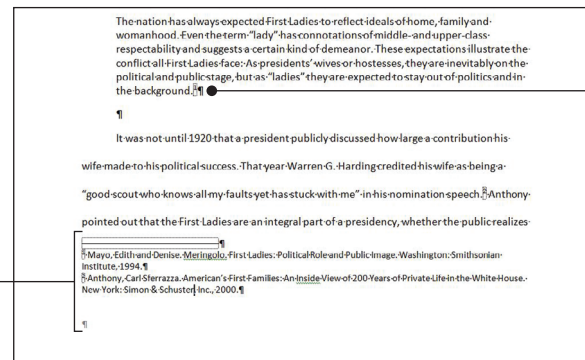 The nation has always expected First Ladies to reflect ideals of home, family and
womanhood. Even the term "lady" has connotations of middle- and upper-class
respectability and suggests a certain kind of demeanor. These expectations illustrate the
conflict all First Ladies face: As presidents' wives or hostesses, they are inevitably on the
political and public stage, but as "ladies" they are expected to stay out of politics and in
the background.¶
¶
It was not until 1920 that a president publicly discussed how large a contribution his
wife made to his political success. That year Warren G. Harding credited his wife as being a
"good scout who knows all my faults yet has stuck with me" in his nomination speech. Anthony
pointed out that the First Ladies are an integral part of a presidency, whether the public realizes
¶
Mayo, Edith and Denise. Meringolo. First Ladies: Political Role and Public Image. Washington: Smithsonian
Institute, 1994.¶
Anthony, Carl Sferrazza. American's First Families: An Inside View of 200 Years of Private Life in the White House.
New York: Simon & Schuster Inc., 2000.¶
¶